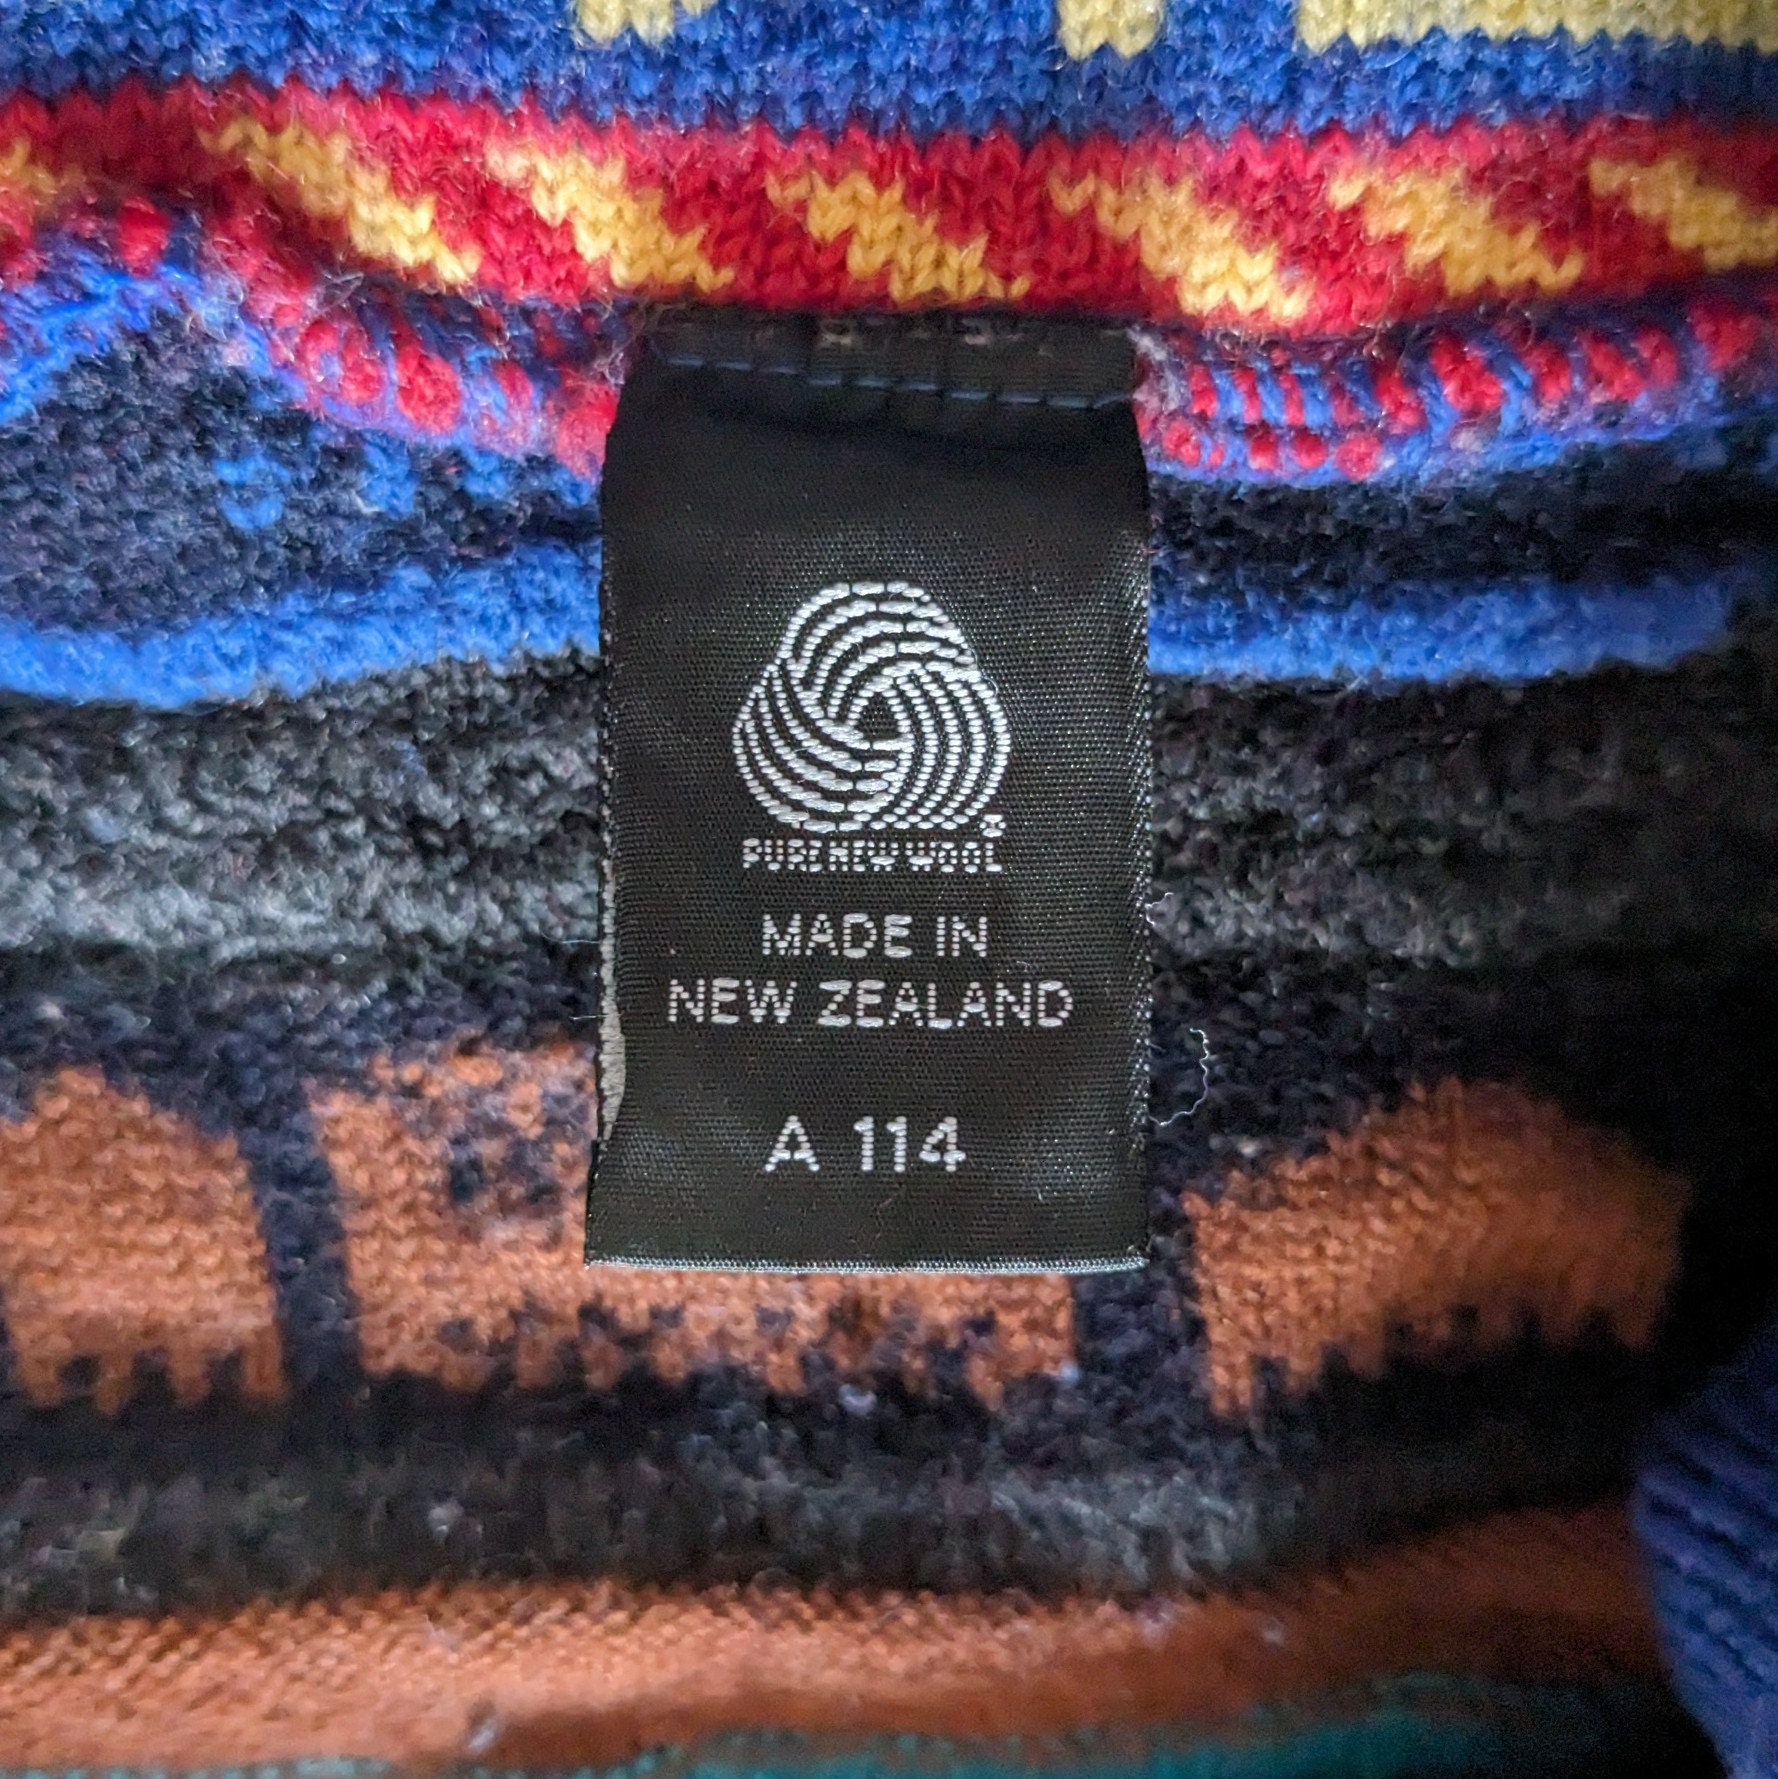 PURE NEW WOOL
MADE IN
NEW ZEALAND
A 114